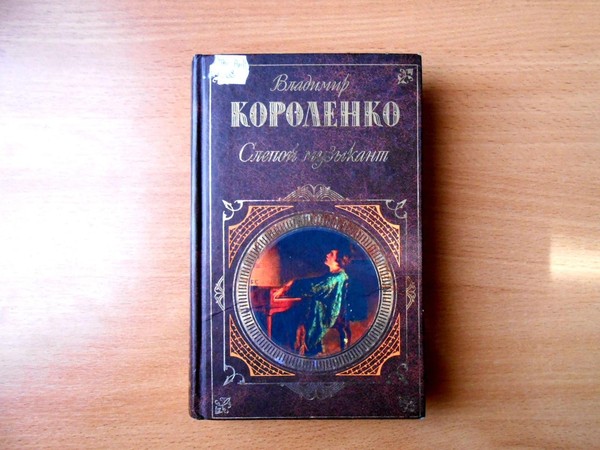 Владимир
КОРОЛЕНКО
Слепой музыкант